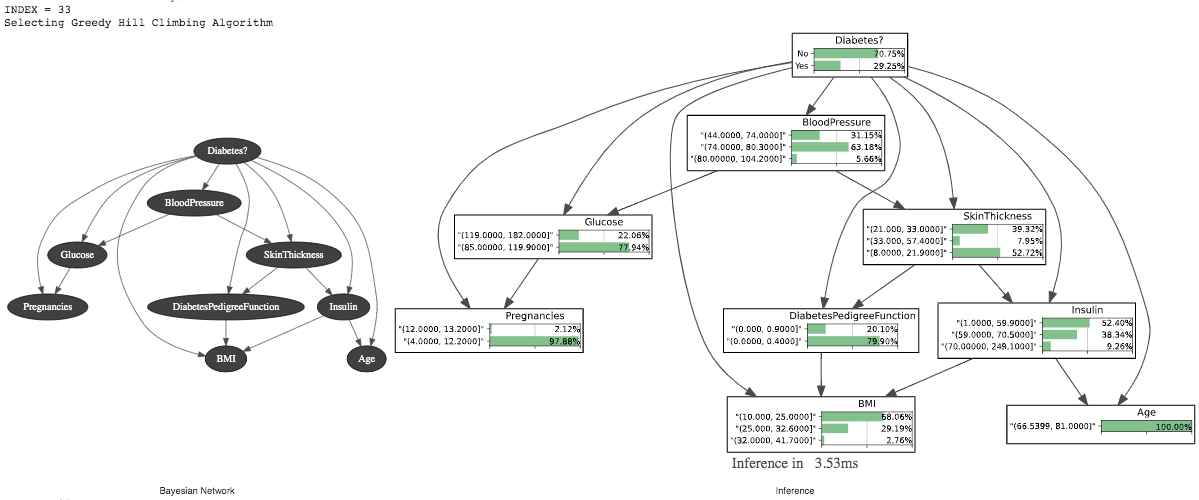 INDEX = 33
Selecting Greedy Hill Climbing Algorithm
Diabetes?
BloodPressure
Glucose
SkinThickness
Pregnancies
DiabetesPedigreeFunction
Insulin
BMI
Age
Bayesian Network
Diabetes?
No 70.75%
Yes 29.25%
BloodPressure
"(44.0000, 74.0000]" 31.15%
"(74.0000, 80.3000]" 63.18%
"(80.00000, 104.2000]" 5.66%
Glucose
"(119.0000, 182.0000]" 22.06%
"(85.00000, 119.9000]" 77.94%
SkinThickness
"(21.000, 33.0000]" 39.32%
"(33.000, 57.4000]" 7.95%
"(8.0000, 21.9000]" 52.72%
Pregnancies
"(12.0000, 13.2000]" 2.12%
"(4.0000, 12.2000]" 97.88%
DiabetesPedigreeFunction
"(0.000, 0.9000]" 20.10%
"(0.0000, 0.4000]" 79.90%
Insulin
"(1.0000, 59.9000]" 52.40%
"(59.0000, 70.5000]" 38.34%
"(70.00000, 249.1000]" 9.26%
BMI
"(10.000, 25.0000]" 68.06%
"(25.000, 32.6000]" 29.19%
"(32.0000, 41.7000]" 2.76%
Age
"(66.5399, 81.0000]" 100.00%
Inference in 3.53ms
Inference